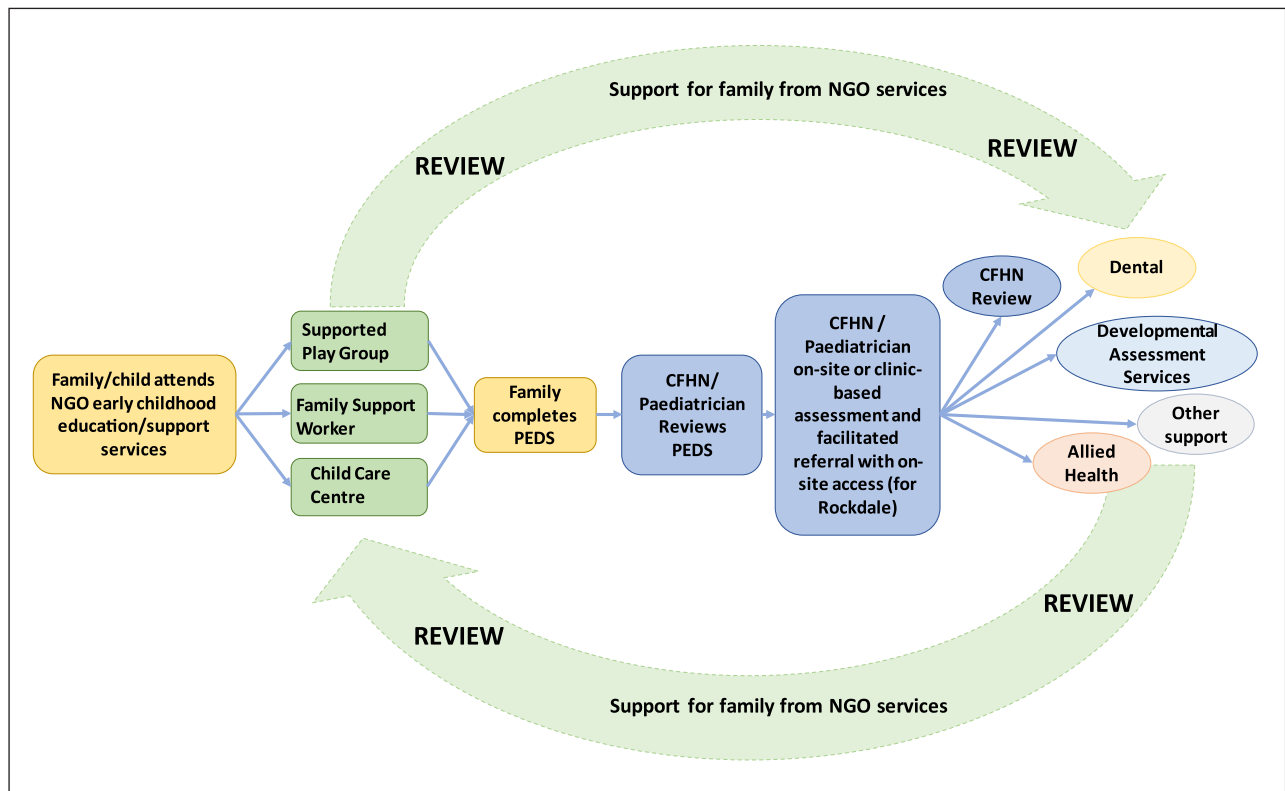 Support for family from NGO services
REVIEW
REVIEW
Family/child attends
NGO early childhood
education/support
services
Supported
Play Group
Family Support
Worker
Child Care
Centre
Family
completes
PEDS
CFHN/
Paediatrician
Reviews
PEDS
CFHN /
Paediatrician
on-site or clinic-
based
assessment and
facilitated
referral with on-
site access (for
Rockdale)
CFHN
Review
Dental
Developmental
Assessment
Services
Other
support
Allied
Health
REVIEW
REVIEW
Support for family from NGO services